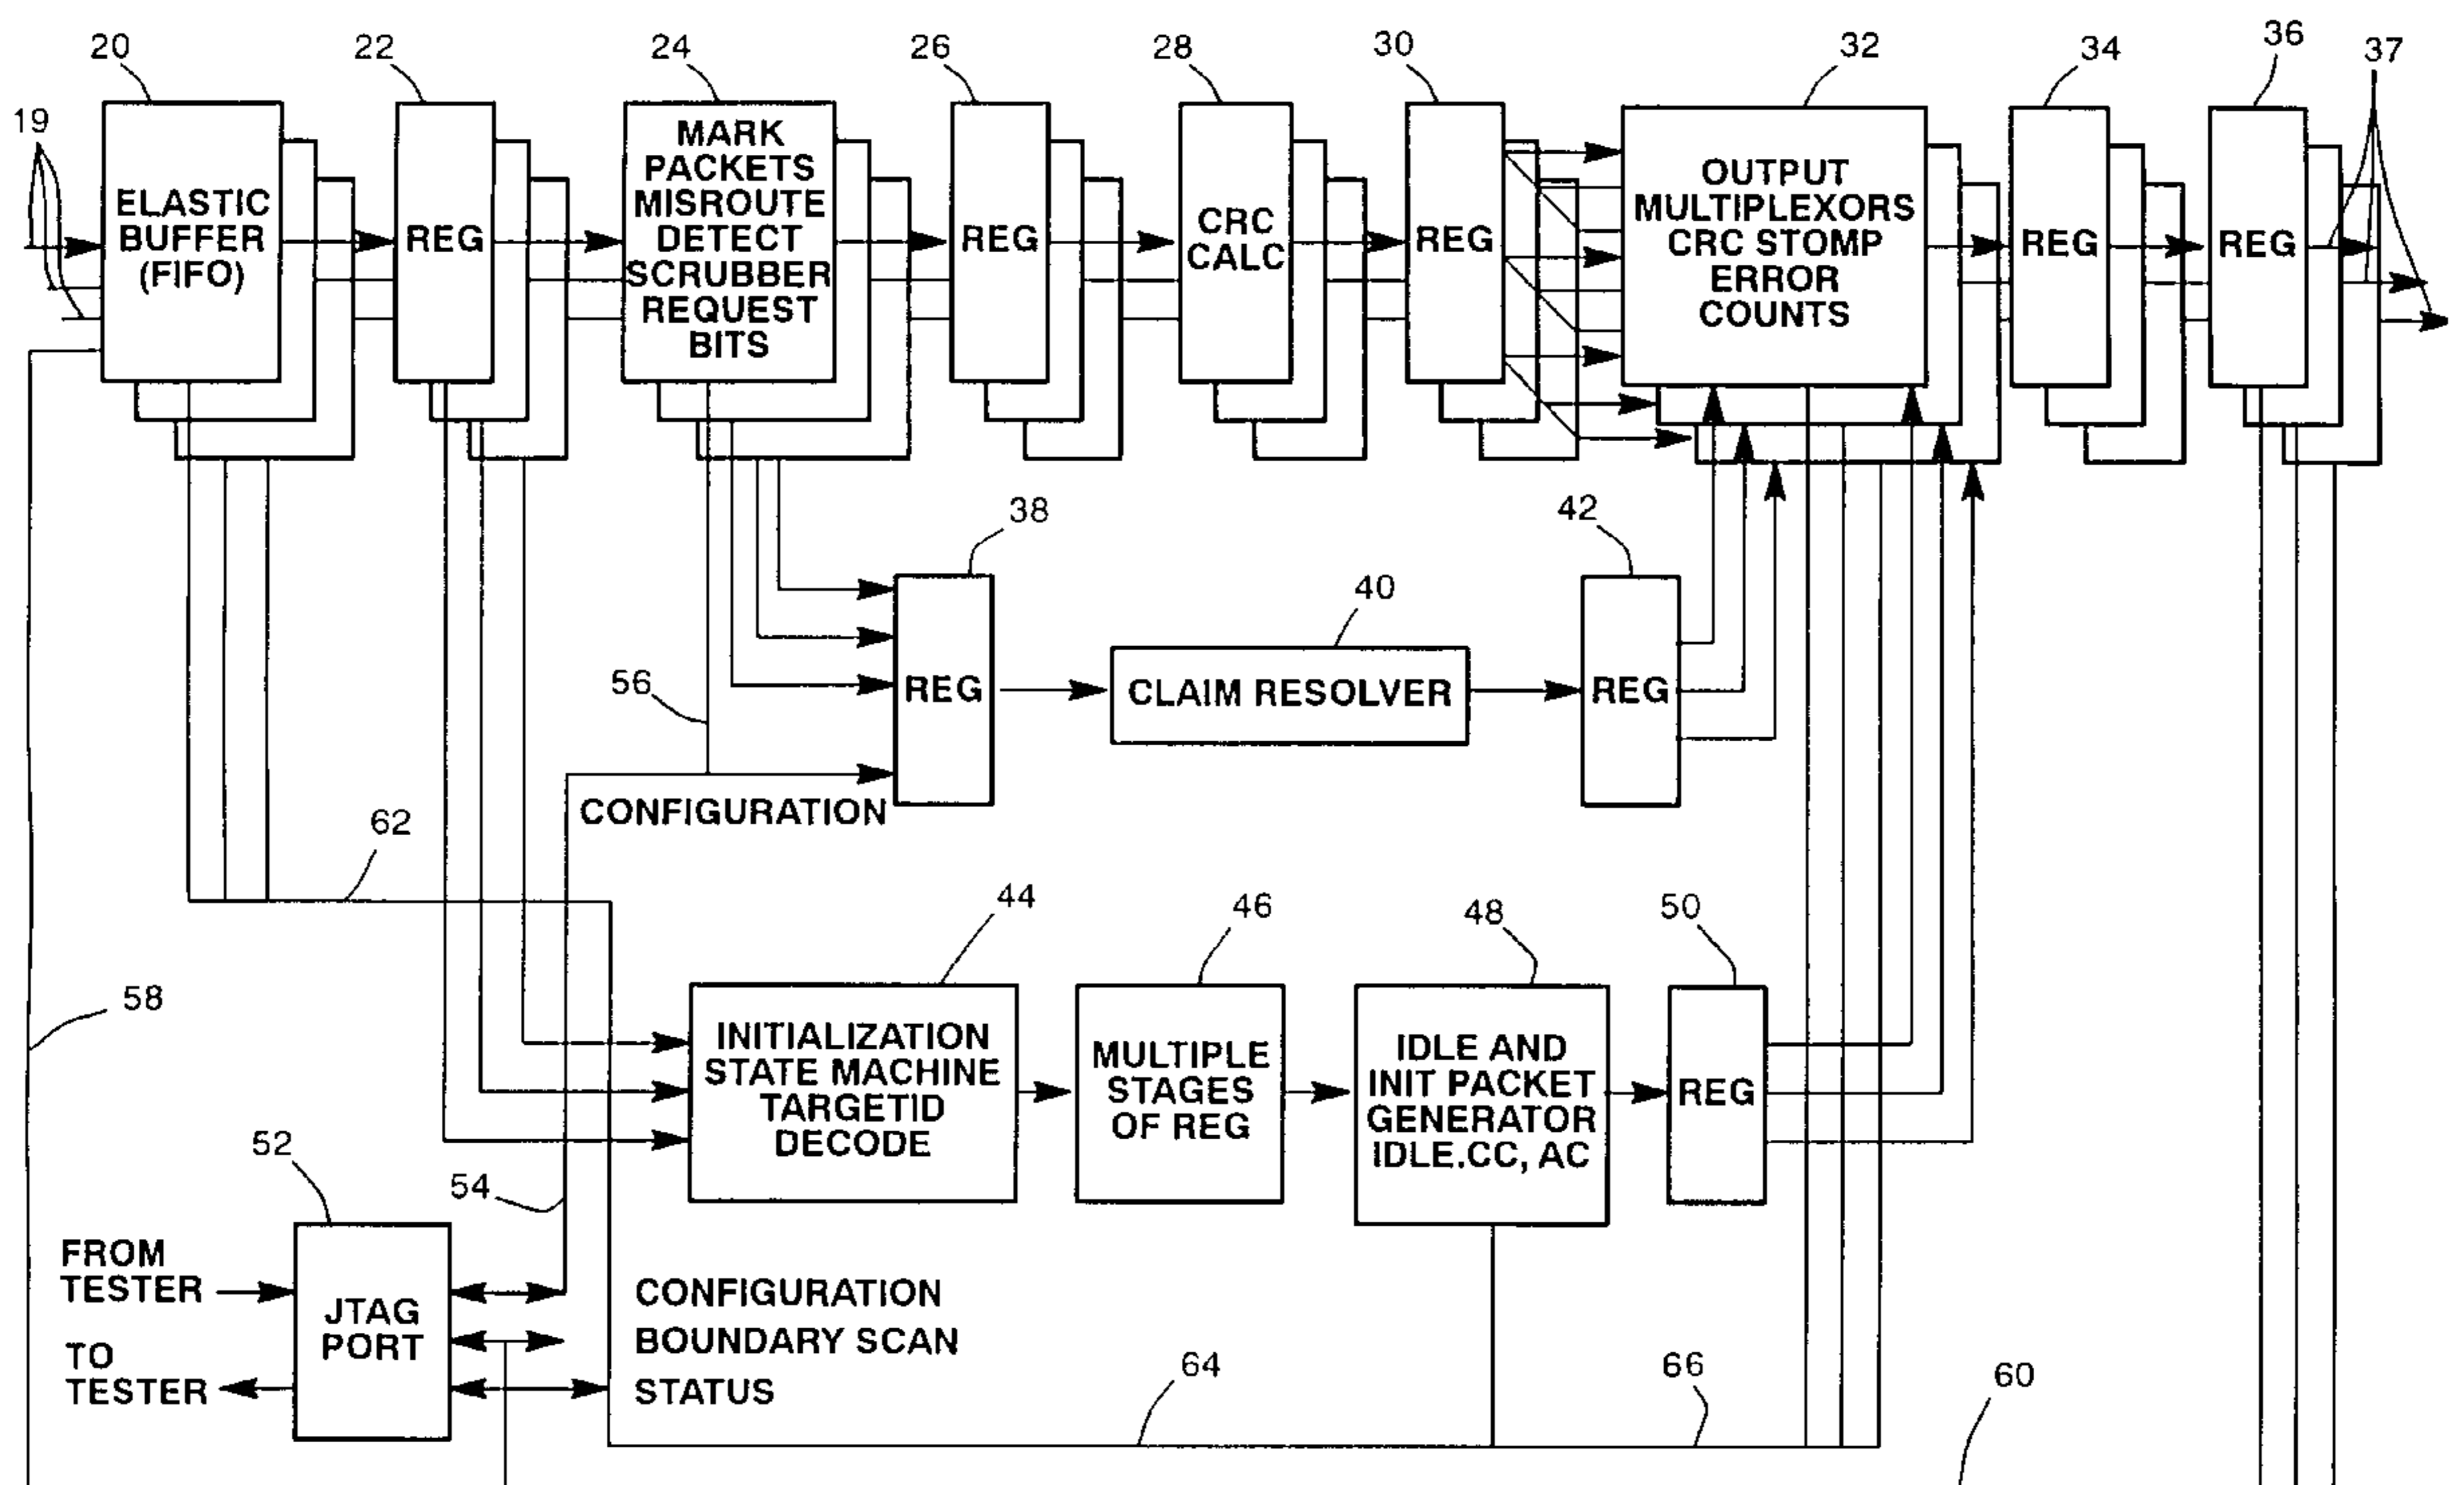 20
22
24
26
28
30
32
34
36
37
19
ELASTIC
BUFFER
(FIFO)
REG
MARK
PACKETS
MISROUTE
DETECT
SCRUBBER
REQUEST
BITS
REG
CRC
CALC
REG
OUTPUT
MULTIPLEXORS
CRC STOMP
ERROR
COUNTS
REG
REG
38
42
40
56
REG
CLAIM RESOLVER
REG
CONFIGURATION
62
44
46
48
50
58
INITIALIZATION
STATE MACHINE
TARGETID
DECODE
MULTIPLE
STAGES
OF REG
IDLE AND
INIT PACKET
GENERATOR
IDLE.CC, AC
REG
52
54
FROM
TESTER
TO
TESTER
JTAG
PORT
CONFIGURATION
BOUNDARY SCAN
STATUS
64
66
60